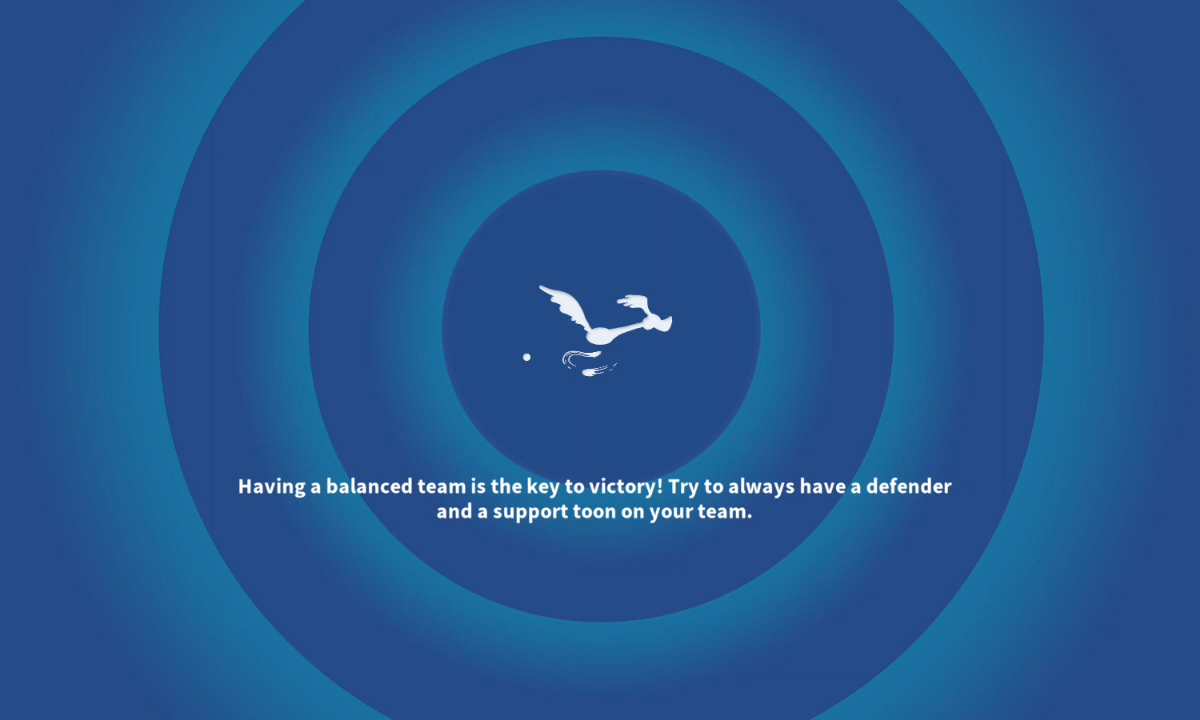 Having a balanced team is the key to victory! Try to always have a defender
and a support toon on your team.